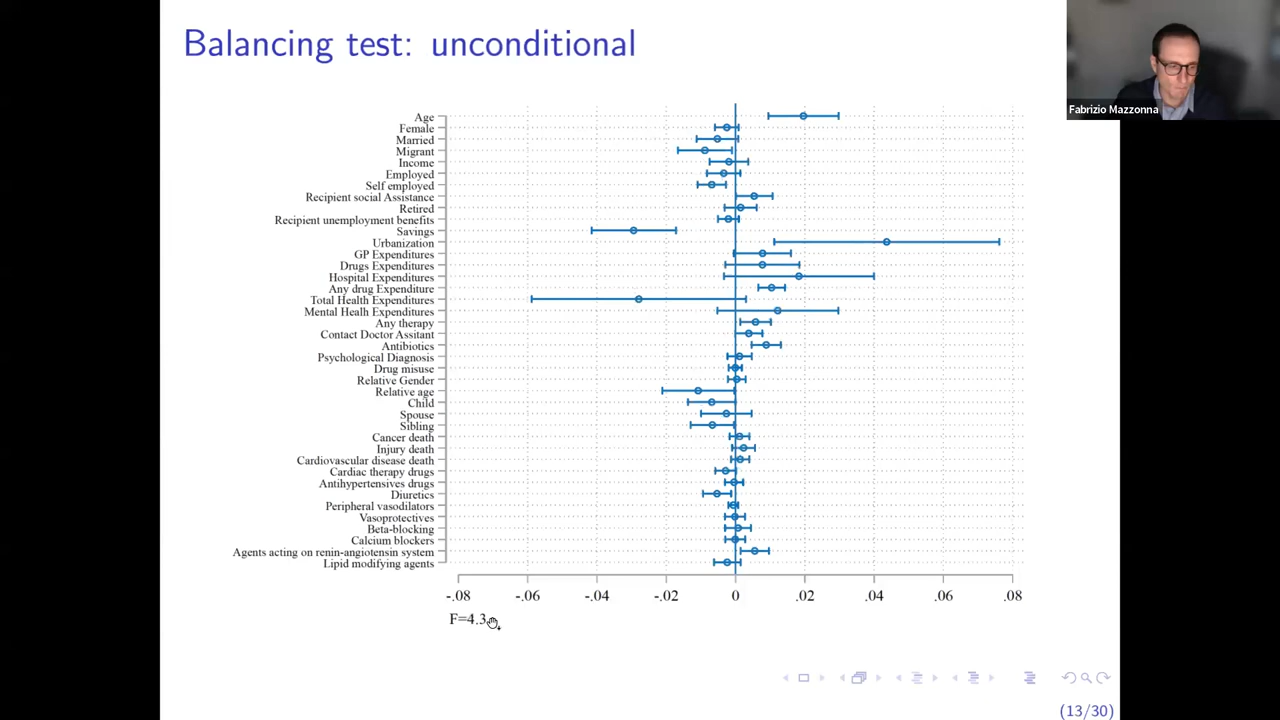 Balancing test: unconditional
Fabrizio Mazzonna
Age
Female
Married
Migrant
Income
Employed
Self employed
Recipient social Assistance
Retired
Recipient unemployment benefits
Savings
Urbanization
GP Expenditures
Drugs Expenditures
Hospital Expenditures
Any drug Expenditure
Total Health Expenditures
Mental Healh Expenditures
Any therapy
Contact Doctor Assitant
Antibiotics
Psychological Diagnosis
Drug misuse
Relative Gender
Relative age
Child
Spouse
Sibling
Cancer death
Injury death
Cardiovascular disease death
Cardiac therapy drugs
Antihypertensives drugs
Diuretics
Peripheral vasodilators
Vasoprotectives
Beta-blocking
Calcium blockers
Agents acting on renin-angiotensin system
Lipid modifying agents
-.08 -.06 -.04 -.02 0 .02 .04 .06 .08
F=4.3
(13/30)